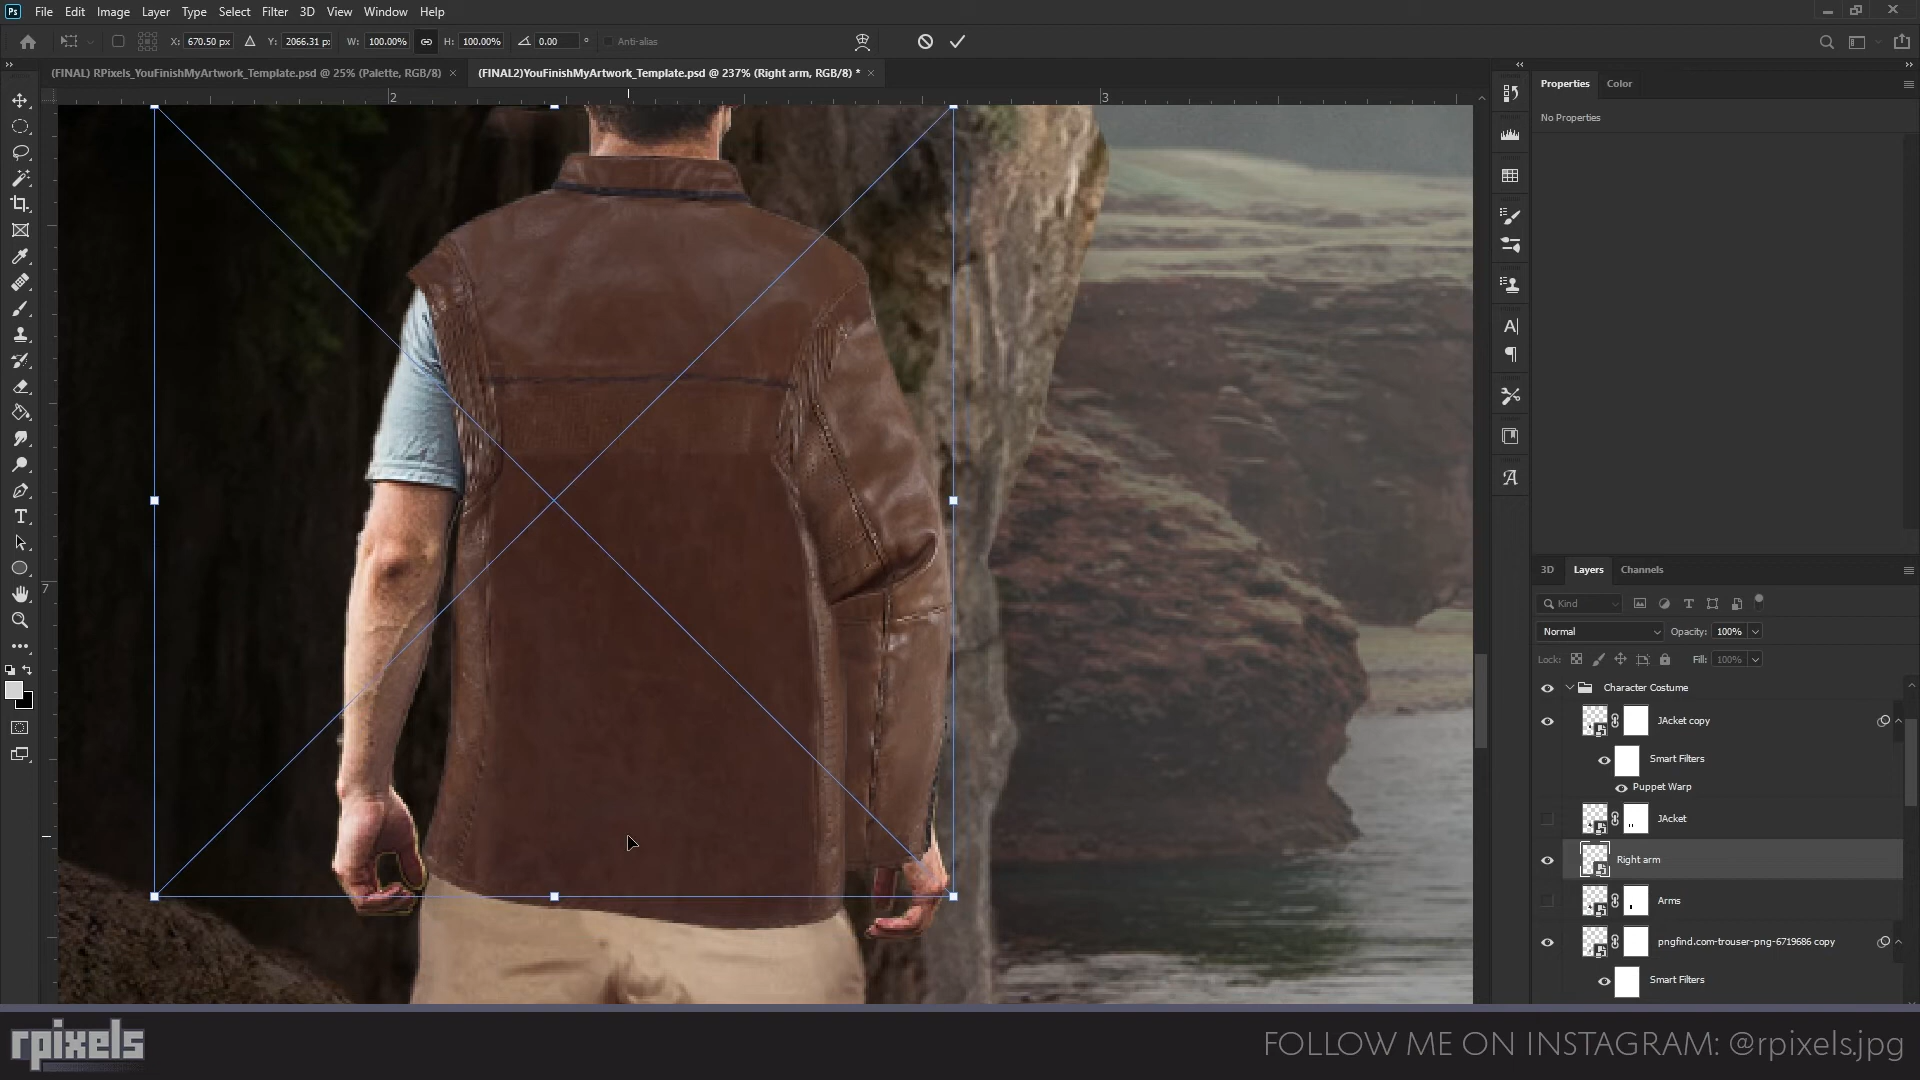 Ps File Edit Image Layer Type Select Filter 3D View Window Help
X: 670.50 px Y: 2066.31 p: W: 100.00% H: 100.00% 0.00 ° Anti-alias
(FINAL) RPixels_YouFinishMyArtwork_Template.psd @ 25% (Palette, RGB/8) × (FINAL2)YouFinishMyArtwork_Template.psd @ 237% (Right arm, RGB/8) * ×
2 3
7
Properties Color
No Properties
3D Layers Channels
Kind
Normal Opacity: 100%
Lock: Fill: 100%
Character Costume
JAcket copy
Smart Filters
Puppet Warp
JAcket
Right arm
Arms
pngfind.com-trouser-png-6719686 copy
Smart Filters
rpixels
FOLLOW ME ON INSTAGRAM: @rpixels.jpg